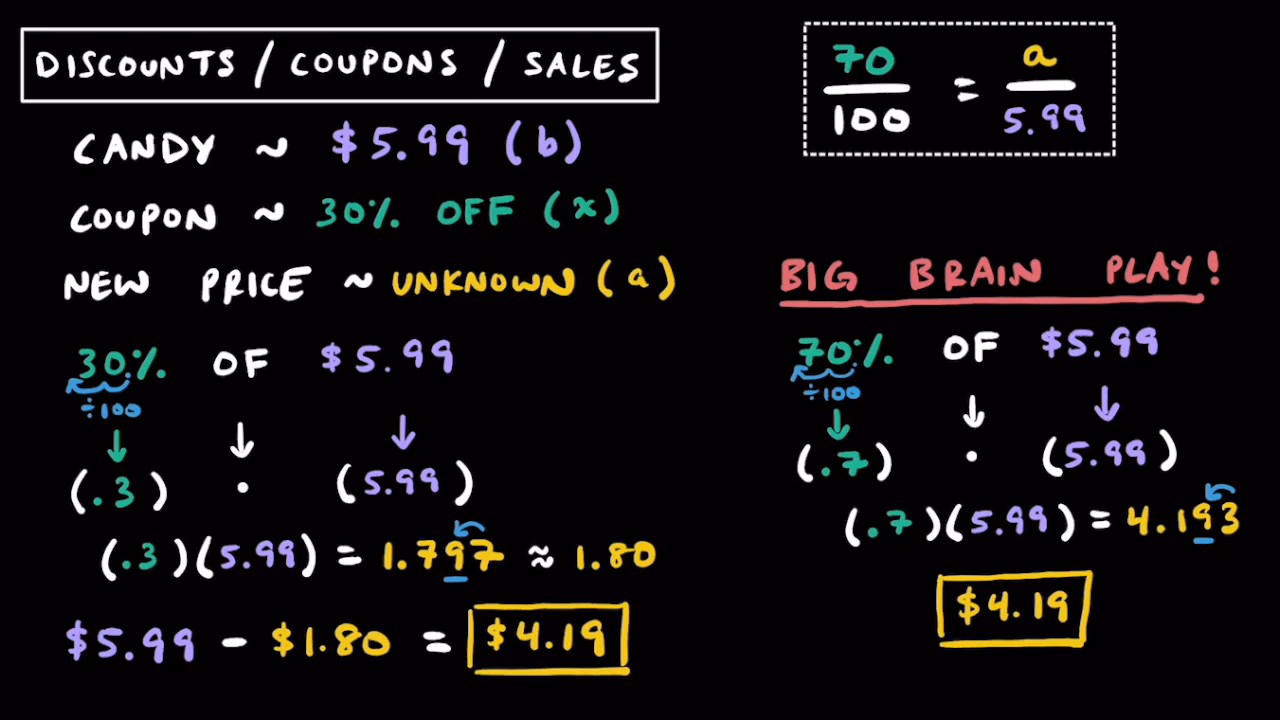 DISCOUNTS / COUPONS / SALES
CANDY ~ $5.99 (b)
COUPON ~ 30% OFF (x)
NEW PRICE ~ UNKNOWN (a)
30% OF $5.99
÷100
(.3) · (5.99)
(.3)(5.99) = 1.797 ≈ 1.80
$5.99 - $1.80 = $4.19
70/100 = a/5.99
BIG BRAIN PLAY!
70% OF $5.99
÷100
(.7) · (5.99)
(.7)(5.99) = 4.193
$4.19